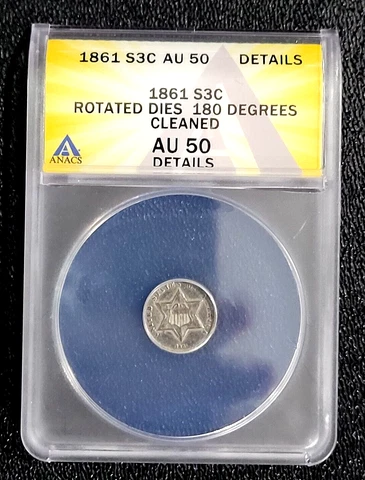 1861 S3C AU 50 DETAILS
1861 S3C
ROTATED DIES 180 DEGREES
CLEANED
AU 50
DETAILS
ANACS